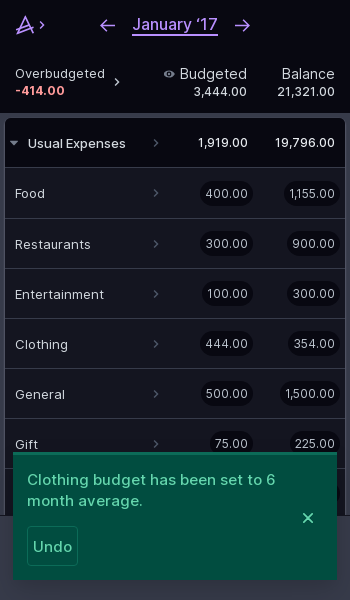 January ‘17
Overbudgeted
-414.00
Budgeted
3,444.00
Balance
21,321.00
Usual Expenses 1,919.00 19,796.00
Food 400.00 1,155.00
Restaurants 300.00 900.00
Entertainment 100.00 300.00
Clothing 444.00 354.00
General 500.00 1,500.00
Gift 75.00 225.00
Clothing budget has been set to 6
month average.
Undo